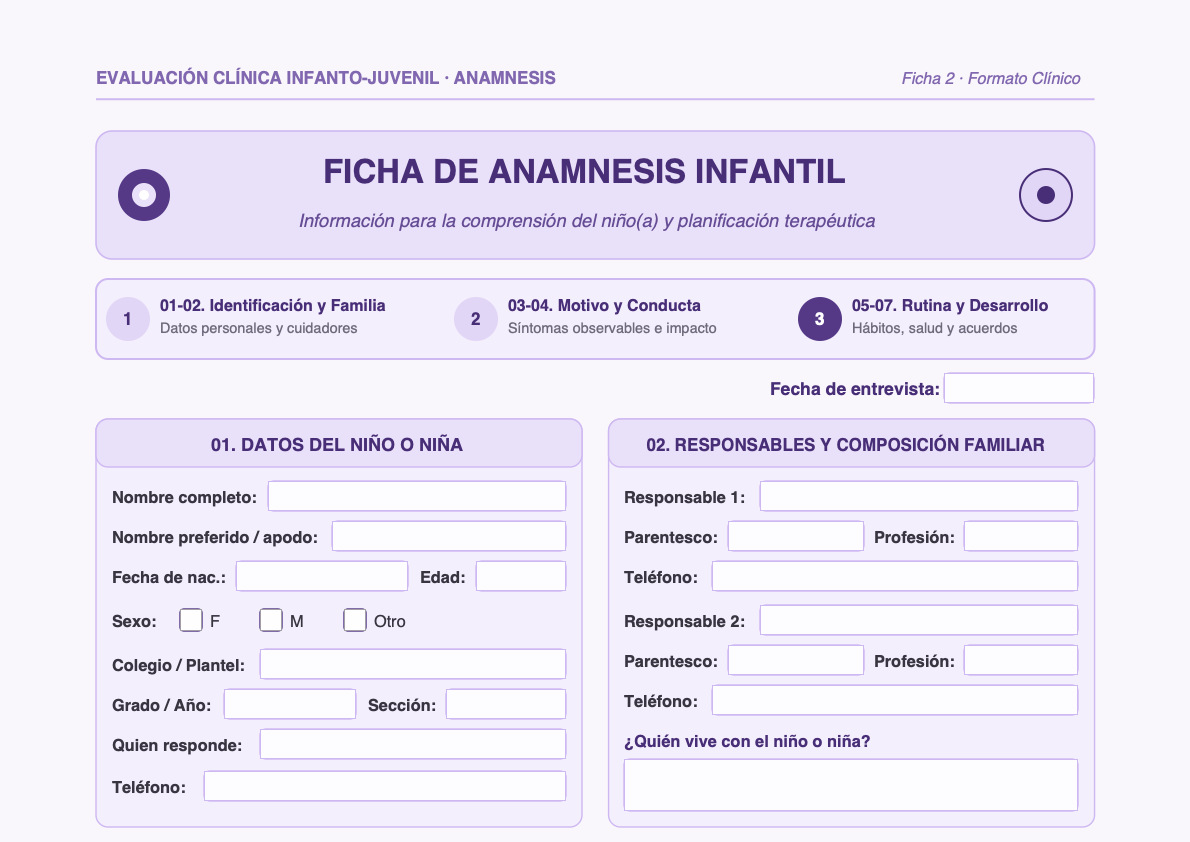 EVALUACIÓN CLÍNICA INFANTO-JUVENIL · ANAMNESIS
Ficha 2 · Formato Clínico
FICHA DE ANAMNESIS INFANTIL
Información para la comprensión del niño(a) y planificación terapéutica
1
01-02. Identificación y Familia
Datos personales y cuidadores
2
03-04. Motivo y Conducta
Síntomas observables e impacto
3
05-07. Rutina y Desarrollo
Hábitos, salud y acuerdos
Fecha de entrevista:
01. DATOS DEL NIÑO O NIÑA
Nombre completo:
Nombre preferido / apodo:
Fecha de nac.: Edad:
Sexo: F M Otro
Colegio / Plantel:
Grado / Año: Sección:
Quien responde:
Teléfono:
02. RESPONSABLES Y COMPOSICIÓN FAMILIAR
Responsable 1:
Parentesco: Profesión:
Teléfono:
Responsable 2:
Parentesco: Profesión:
Teléfono:
¿Quién vive con el niño o niña?